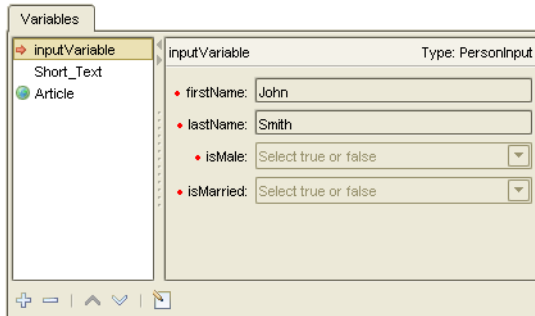 Variables
inputVariable
Short_Text
Article
inputVariable Type: PersonInput
firstName: John
lastName: Smith
isMale: Select true or false
isMarried: Select true or false